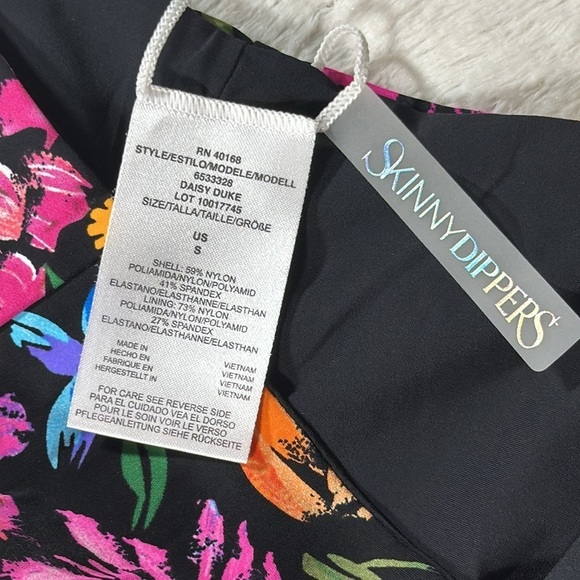 RN 40168
STYLE/ESTILO/MODELE/MODELL
6533328
DAISY DUKE
LOT 10017745
SIZE/TALLA/TAILLE/GRÖßE
US
S
SHELL: 59% NYLON
POLIAMIDA/NYLON/POLYAMID
41% SPANDEX
ELASTANO/ELASTHANNE/ELASTHAN
LINING: 73% NYLON
POLIAMIDA/NYLON/POLYAMID
27% SPANDEX
ELASTANO/ELASTHANNE/ELASTHAN
MADE IN VIETNAM
HECHO EN VIETNAM
FABRIQUE EN VIETNAM
HERGESTELLT IN VIETNAM
FOR CARE SEE REVERSE SIDE
PARA EL CUIDADO VEA EL DORSO
POUR LE SOIN VOIR LE VERSO
PFLEGEANLEITUNG SIEHE RÜCKSEITE
SKINNYDIPPERS